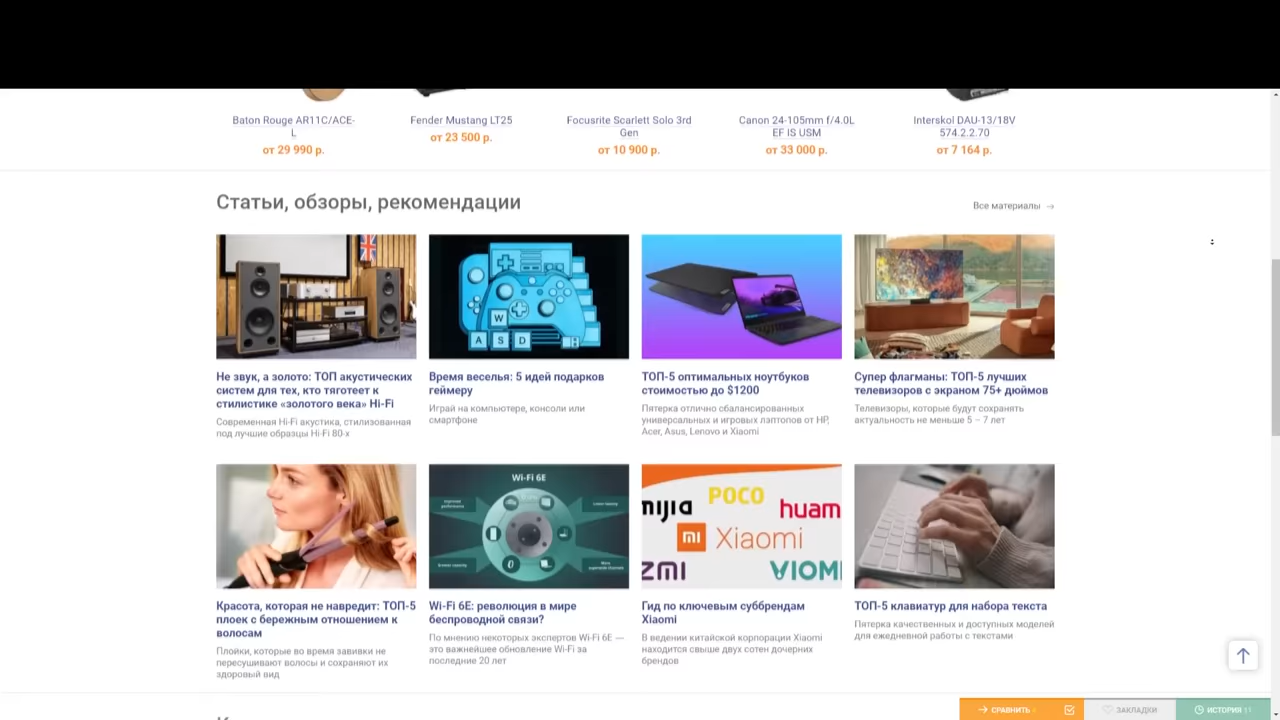 Baton Rouge AR11C/ACE-
L
от 29 990 р.
Fender Mustang LT25
от 23 500 р.
Focusrite Scarlett Solo 3rd
Gen
от 10 900 р.
Canon 24-105mm f/4.0L
EF IS USM
от 33 000 р.
Interskol DAU-13/18V
574.2.2.70
от 7 164 р.
Статьи, обзоры, рекомендации
Все материалы →
W
A S D
Не звук, а золото: ТОП акустических
систем для тех, кто тяготеет к
стилистике «золотого века» Hi-Fi
Современная Hi-Fi акустика, стилизованная
под лучшие образцы Hi-Fi 80-х
Время веселья: 5 идей подарков
геймеру
Играй на компьютере, консоли или
смартфоне
ТОП-5 оптимальных ноутбуков
стоимостью до $1200
Пятерка отлично сбалансированных
универсальных и игровых лэптопов от HP,
Acer, Asus, Lenovo и Xiaomi
Супер флагманы: ТОП-5 лучших
телевизоров с экраном 75+ дюймов
Телевизоры, которые будут сохранять
актуальность не меньше 5 – 7 лет
Wi-Fi 6E
mijia
POCO
huam
mi Xiaomi
ZMI
VIOMI
Красота, которая не навредит: ТОП-5
плоек с бережным отношением к
волосам
Плойки, которые во время завивки не
пересушивают волосы и сохраняют их
здоровый вид
Wi-Fi 6E: революция в мире
беспроводной связи?
По мнению некоторых экспертов Wi-Fi 6E —
это важнейшее обновление Wi-Fi за
последние 20 лет
Гид по ключевым суббрендам
Xiaomi
В ведении китайской корпорации Xiaomi
находится свыше двух сотен дочерних
брендов
ТОП-5 клавиатур для набора текста
Пятерка качественных и доступных моделей
для ежедневной работы с текстами
→ СРАВНИТЬ
ЗАКЛАДКИ
ИСТОРИЯ